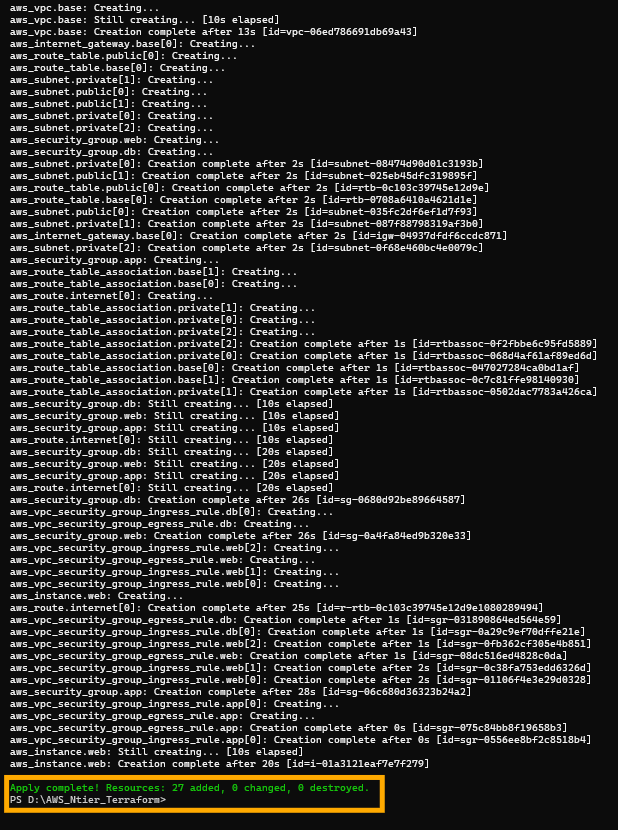 aws_vpc.base: Creating...
aws_vpc.base: Still creating... [10s elapsed]
aws_vpc.base: Creation complete after 13s [id=vpc-06ed786691db69a43]
aws_internet_gateway.base[0]: Creating...
aws_route_table.public[0]: Creating...
aws_route_table.base[0]: Creating...
aws_subnet.private[1]: Creating...
aws_subnet.public[0]: Creating...
aws_subnet.public[1]: Creating...
aws_subnet.private[0]: Creating...
aws_subnet.private[2]: Creating...
aws_security_group.web: Creating...
aws_security_group.db: Creating...
aws_subnet.private[0]: Creation complete after 2s [id=subnet-08474d90d01c3193b]
aws_subnet.public[1]: Creation complete after 2s [id=subnet-025eb45dfc319895f]
aws_route_table.public[0]: Creation complete after 2s [id=rtb-0c103c39745e12d9e]
aws_route_table.base[0]: Creation complete after 2s [id=rtb-0708a6410a4621d1e]
aws_subnet.public[0]: Creation complete after 2s [id=subnet-035fc2df6ef1d7f93]
aws_subnet.private[1]: Creation complete after 2s [id=subnet-087f88798319af3b0]
aws_internet_gateway.base[0]: Creation complete after 2s [id=igw-04937dfdf6ccdc871]
aws_subnet.private[2]: Creation complete after 2s [id=subnet-0f68e460bc4e0079c]
aws_security_group.app: Creating...
aws_route_table_association.base[1]: Creating...
aws_route_table_association.base[0]: Creating...
aws_route.internet[0]: Creating...
aws_route_table_association.private[1]: Creating...
aws_route_table_association.private[0]: Creating...
aws_route_table_association.private[2]: Creating...
aws_route_table_association.private[2]: Creation complete after 1s [id=rtbassoc-0f2fbbe6c95fd5889]
aws_route_table_association.private[0]: Creation complete after 1s [id=rtbassoc-068d4af61af89ed6d]
aws_route_table_association.base[0]: Creation complete after 1s [id=rtbassoc-047027284ca0bd1af]
aws_route_table_association.base[1]: Creation complete after 1s [id=rtbassoc-0c7c81ffe98140930]
aws_route_table_association.private[1]: Creation complete after 1s [id=rtbassoc-0502dac7783a426ca]
aws_security_group.db: Still creating... [10s elapsed]
aws_security_group.web: Still creating... [10s elapsed]
aws_security_group.app: Still creating... [10s elapsed]
aws_route.internet[0]: Still creating... [10s elapsed]
aws_security_group.db: Still creating... [20s elapsed]
aws_security_group.web: Still creating... [20s elapsed]
aws_security_group.app: Still creating... [20s elapsed]
aws_route.internet[0]: Still creating... [20s elapsed]
aws_security_group.db: Creation complete after 26s [id=sg-0680d92be89664587]
aws_vpc_security_group_ingress_rule.db[0]: Creating...
aws_vpc_security_group_egress_rule.db: Creating...
aws_security_group.web: Creation complete after 26s [id=sg-0a4fa84ed9b320e33]
aws_vpc_security_group_ingress_rule.web[2]: Creating...
aws_vpc_security_group_egress_rule.web: Creating...
aws_vpc_security_group_ingress_rule.web[1]: Creating...
aws_vpc_security_group_ingress_rule.web[0]: Creating...
aws_instance.web: Creating...
aws_route.internet[0]: Creation complete after 25s [id=r-rtb-0c103c39745e12d9e1080289494]
aws_vpc_security_group_egress_rule.db: Creation complete after 1s [id=sgr-031890864ed564e59]
aws_vpc_security_group_ingress_rule.db[0]: Creation complete after 1s [id=sgr-0a29c9ef70dffe21e]
aws_vpc_security_group_ingress_rule.web[2]: Creation complete after 1s [id=sgr-0fb362cf305e4b851]
aws_vpc_security_group_egress_rule.web: Creation complete after 1s [id=sgr-08dc516ed4828c0da]
aws_vpc_security_group_ingress_rule.web[1]: Creation complete after 2s [id=sgr-0c38fa753edd6326d]
aws_vpc_security_group_ingress_rule.web[0]: Creation complete after 2s [id=sgr-01106f4e3e29d0328]
aws_security_group.app: Creation complete after 28s [id=sg-06c680d36323b24a2]
aws_vpc_security_group_ingress_rule.app[0]: Creating...
aws_vpc_security_group_egress_rule.app: Creating...
aws_vpc_security_group_egress_rule.app: Creation complete after 0s [id=sgr-075c84bb8f19658b3]
aws_vpc_security_group_ingress_rule.app[0]: Creation complete after 0s [id=sgr-0556ee8bf2c8518b4]
aws_instance.web: Still creating... [10s elapsed]
aws_instance.web: Creation complete after 20s [id=i-01a3121eaf7e7f279]
Apply complete! Resources: 27 added, 0 changed, 0 destroyed.
PS D:\AWS_Ntier_Terraform>